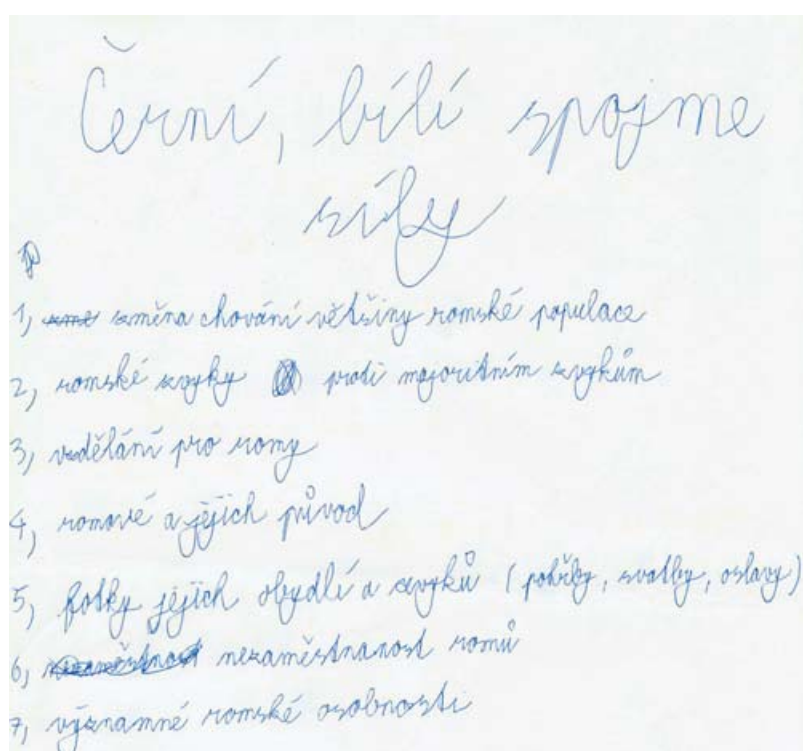 Černí, bílí spojme
síly
1, změna chování většiny romské populace
2, romské zvyky proti majoritním zvykům
3, vzdělání pro romy
4, romové a jejich původ
5, fotky jejich obydlí a zvyků (pohřby, svatby, oslavy)
6, nezaměstnanost romů
7, významné romské osobnosti